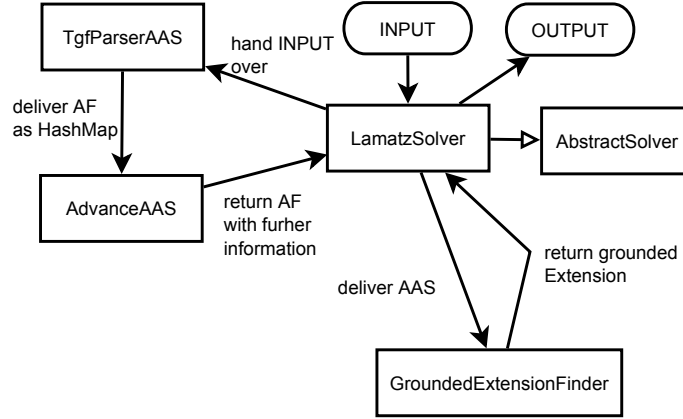 TgfParserAAS
INPUT
OUTPUT
hand INPUT
over
deliver AF
as HashMap
LamatzSolver
AbstractSolver
AdvanceAAS
return AF
with furher
information
return grounded
Extension
deliver AAS
GroundedExtensionFinder